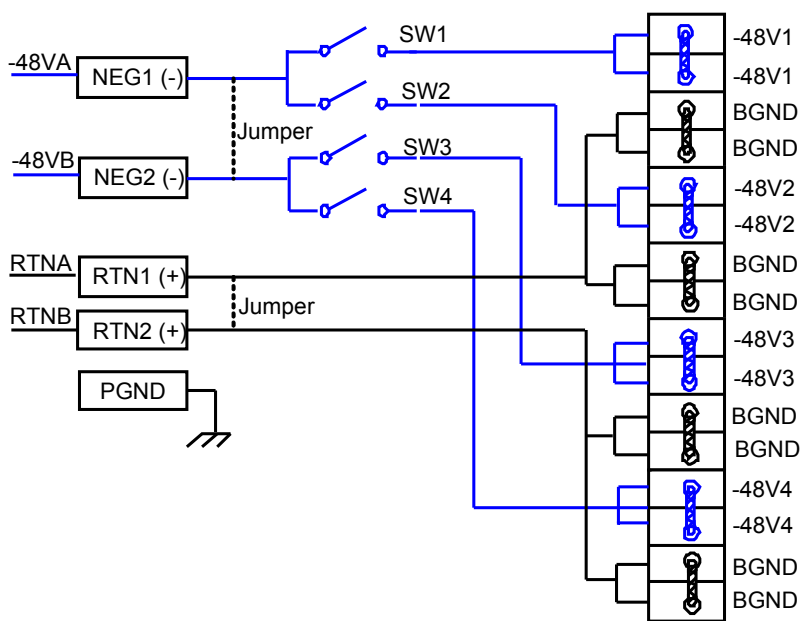 SW1
-48V1
-48VA
NEG1 (-)
-48V1
SW2
BGND
Jumper
BGND
SW3
-48VB
NEG2 (-)
-48V2
SW4
-48V2
RTNA
RTN1 (+)
BGND
Jumper
BGND
RTNB
RTN2 (+)
-48V3
-48V3
PGND
BGND
BGND
-48V4
-48V4
BGND
BGND